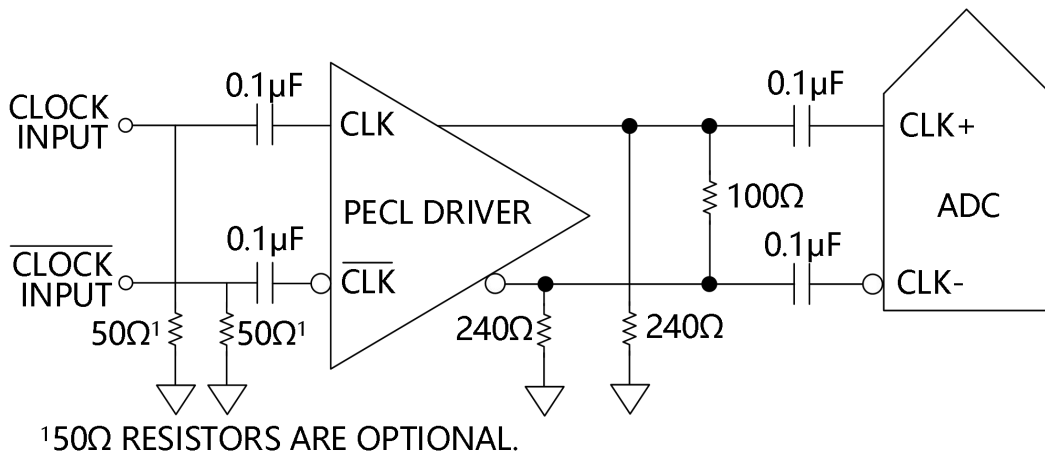 0.1µF
0.1µF
CLOCK
INPUT
CLK
CLK+
PECL DRIVER
100Ω
ADC
0.1µF
0.1µF
CLOCK
INPUT
CLK
CLK-
50Ω¹
50Ω¹
240Ω
240Ω
¹50Ω RESISTORS ARE OPTIONAL.